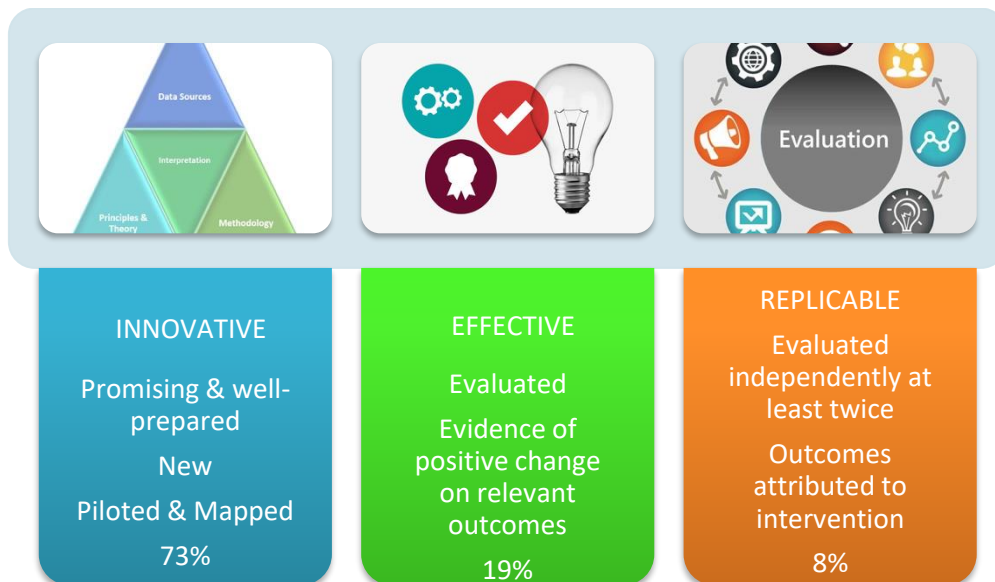 Data Sources
Interpretation
Principles &
Theory
Methodology
Evaluation
INNOVATIVE
Promising & well-
prepared
New
Piloted & Mapped
73%
EFFECTIVE
Evaluated
Evidence of
positive change
on relevant
outcomes
19%
REPLICABLE
Evaluated
independently at
least twice
Outcomes
attributed to
intervention
8%